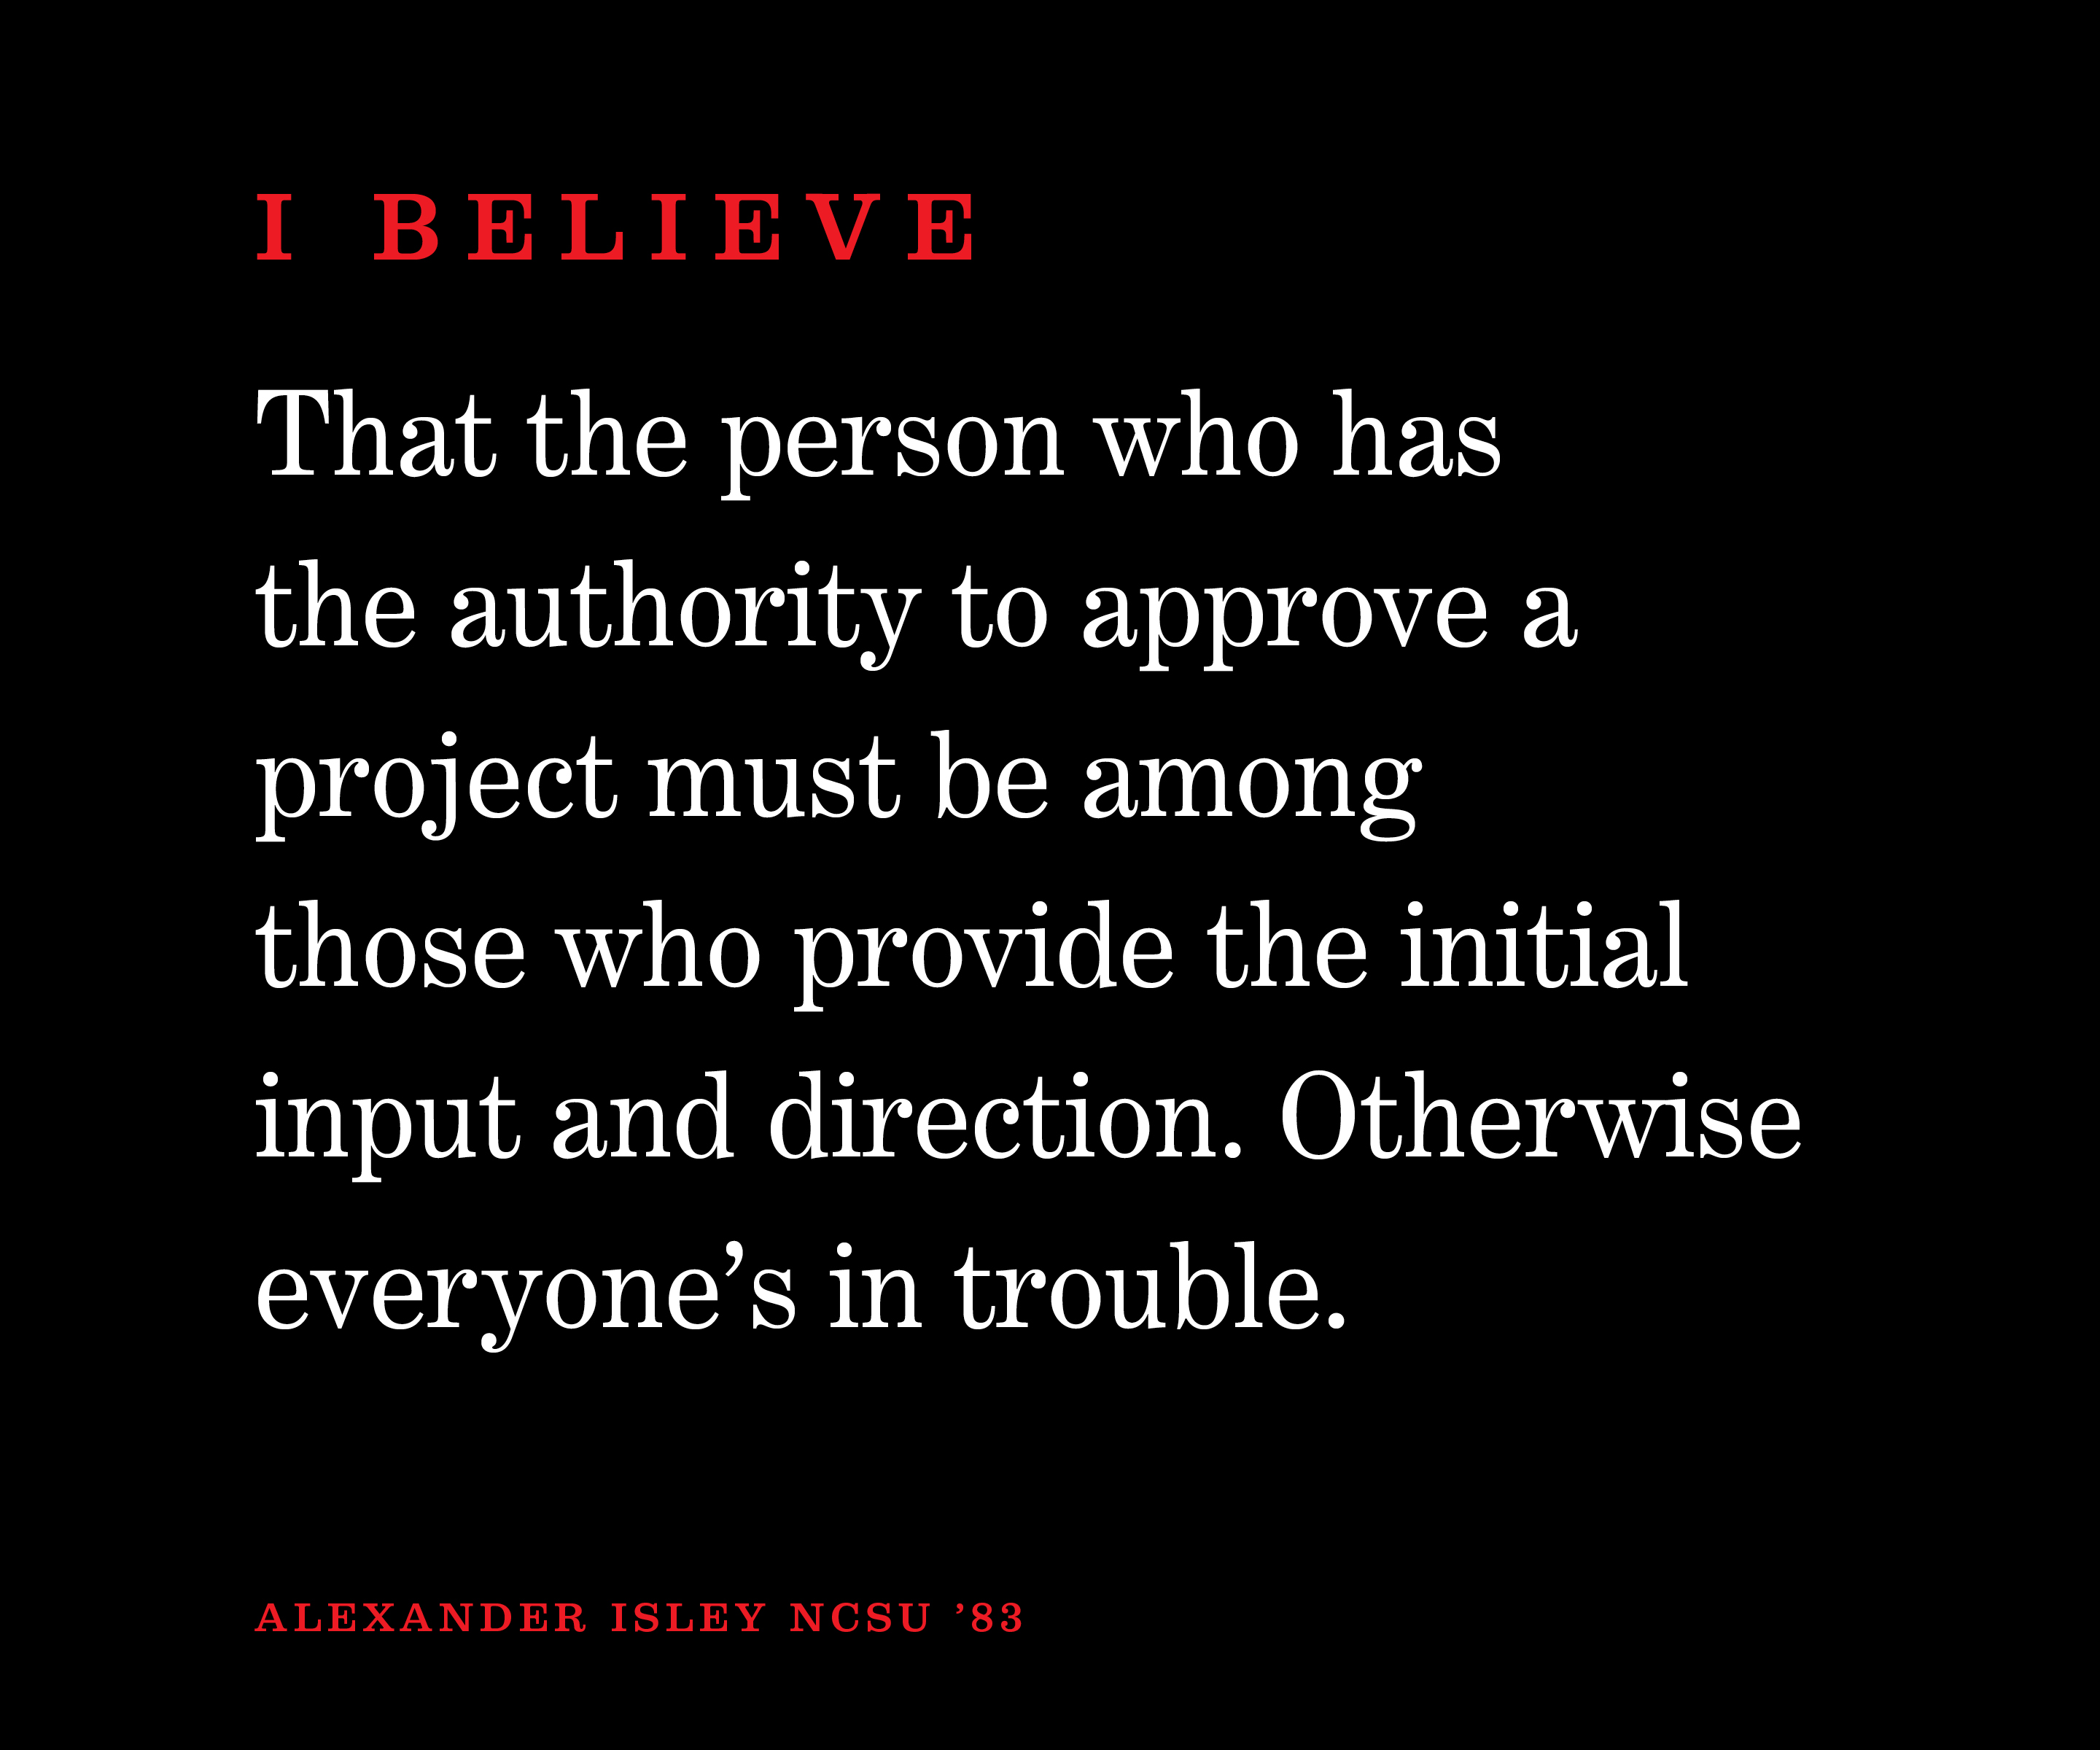 I BELIEVE
That the person who has
the authority to approve a
project must be among
those who provide the initial
input and direction. Otherwise
everyone’s in trouble.
ALEXANDER ISLEY NCSU ’83